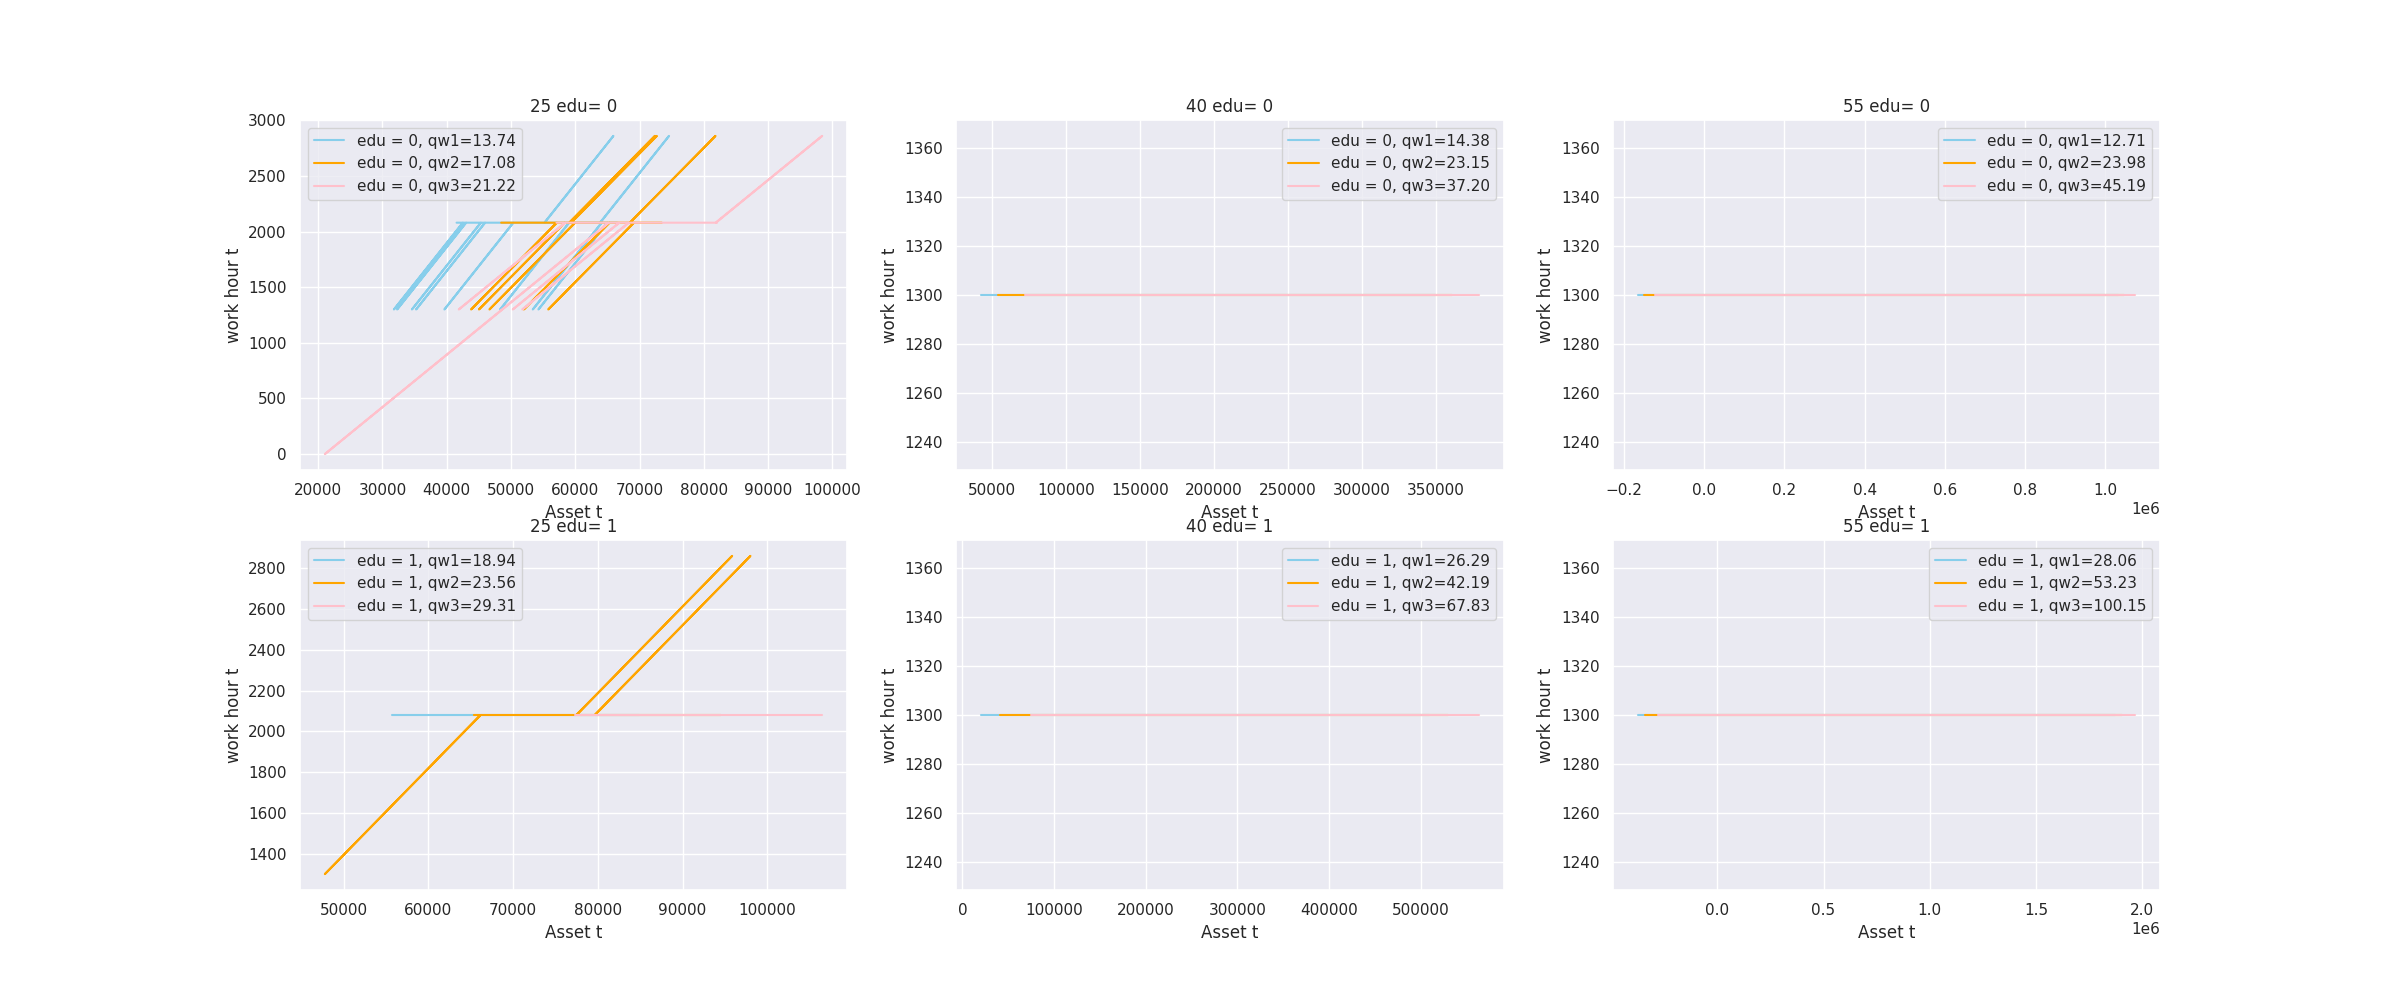 25 edu= 0
3000
2500
2000
1500
1000
500
0
work hour t
edu = 0, qw1=13.74
edu = 0, qw2=17.08
edu = 0, qw3=21.22
20000 30000 40000 50000 60000 70000 80000 90000 100000
Asset t
40 edu= 0
1360
1340
1320
1300
1280
1260
1240
work hour t
edu = 0, qw1=14.38
edu = 0, qw2=23.15
edu = 0, qw3=37.20
50000 100000 150000 200000 250000 300000 350000
Asset t
55 edu= 0
1360
1340
1320
1300
1280
1260
1240
work hour t
edu = 0, qw1=12.71
edu = 0, qw2=23.98
edu = 0, qw3=45.19
−0.2 0.0 0.2 0.4 0.6 0.8 1.0
1e6
Asset t
25 edu= 1
2800
2600
2400
2200
2000
1800
1600
1400
work hour t
edu = 1, qw1=18.94
edu = 1, qw2=23.56
edu = 1, qw3=29.31
50000 60000 70000 80000 90000 100000
Asset t
40 edu= 1
1360
1340
1320
1300
1280
1260
1240
work hour t
edu = 1, qw1=26.29
edu = 1, qw2=42.19
edu = 1, qw3=67.83
0 100000 200000 300000 400000 500000
Asset t
55 edu= 1
1360
1340
1320
1300
1280
1260
1240
work hour t
edu = 1, qw1=28.06
edu = 1, qw2=53.23
edu = 1, qw3=100.15
0.0 0.5 1.0 1.5 2.0
1e6
Asset t